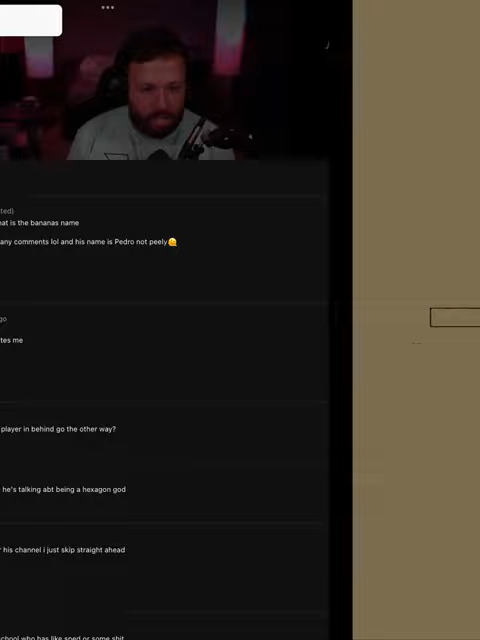 ted)
at is the bananas name
any comments lol and his name is Pedro not peely🫠
go
tes me
player in behind go the other way?
he's talking abt being a hexagon god
his channel i just skip straight ahead
chool who has like sped or some shit